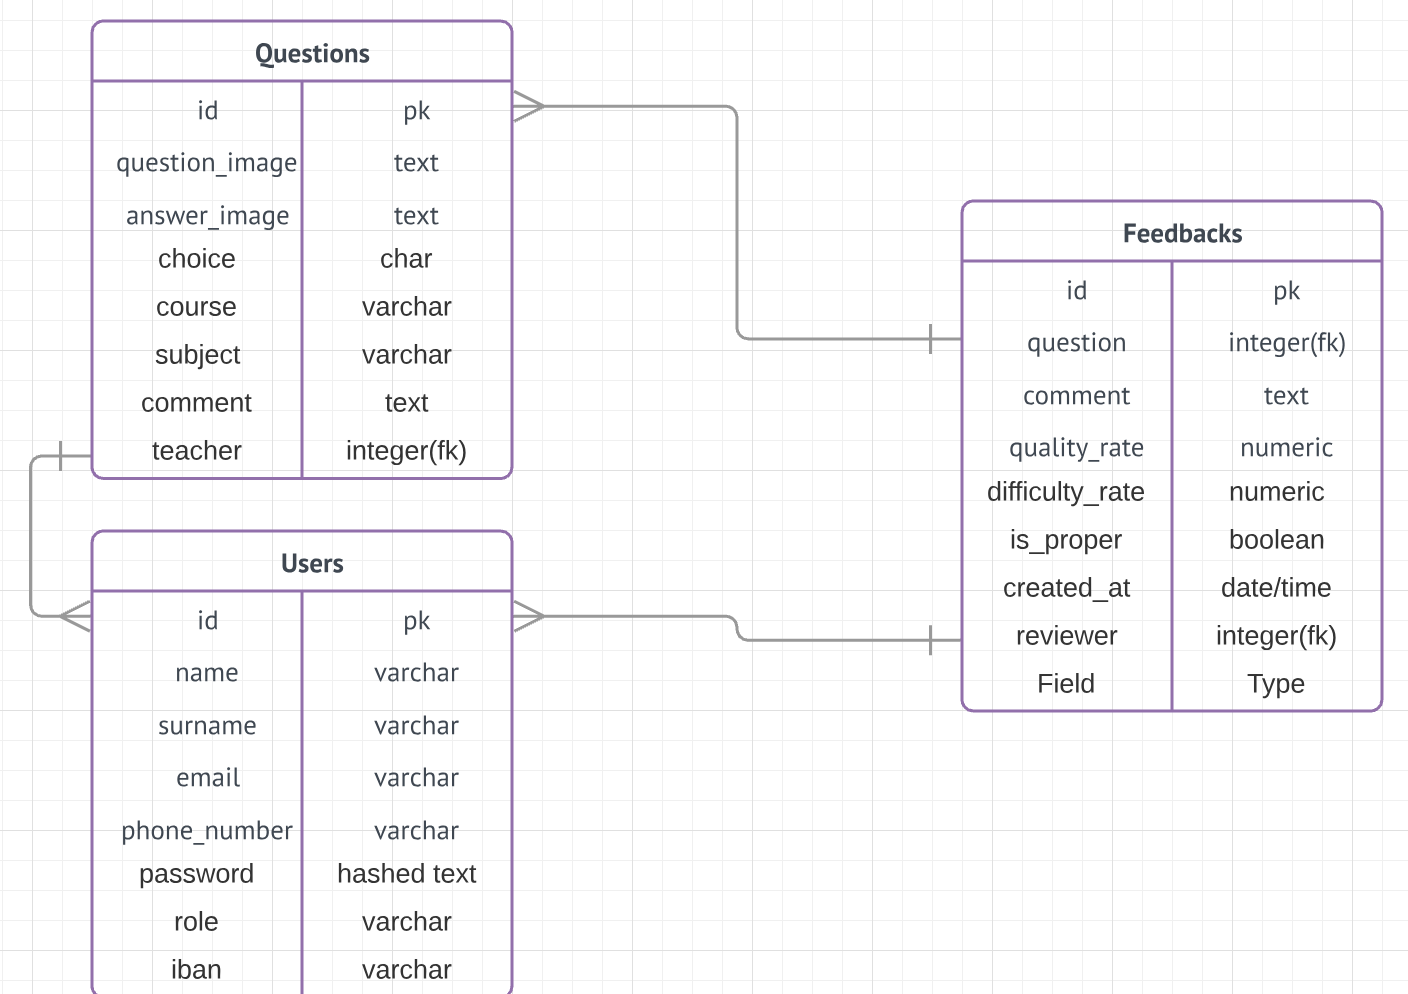 Questions
id pk
question_image text
answer_image text
choice char
course varchar
subject varchar
comment text
teacher integer(fk)
Users
id pk
name varchar
surname varchar
email varchar
phone_number varchar
password hashed text
role varchar
iban varchar
Feedbacks
id pk
question integer(fk)
comment text
quality_rate numeric
difficulty_rate numeric
is_proper boolean
created_at date/time
reviewer integer(fk)
Field Type